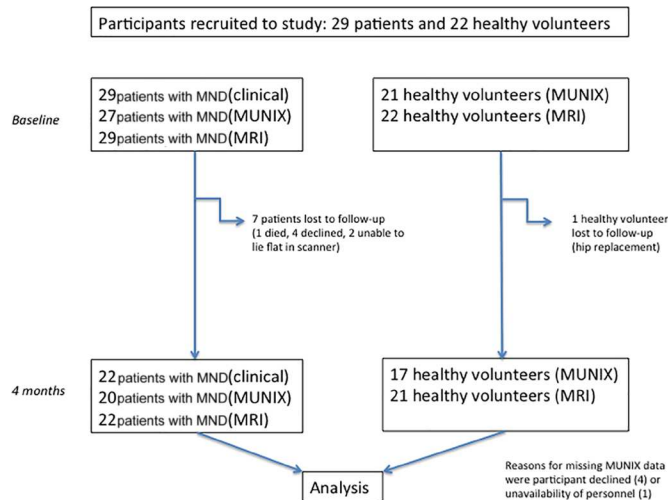 Participants recruited to study: 29 patients and 22 healthy volunteers
29patients with MND(clinical)
27patients with MND(MUNIX)
29patients with MND(MRI)
21 healthy volunteers (MUNIX)
22 healthy volunteers (MRI)
Baseline
7 patients lost to follow-up
(1 died, 4 declined, 2 unable to
lie flat in scanner)
1 healthy volunteer
lost to follow-up
(hip replacement)
4 months
22patients with MND(clinical)
20patients with MND(MUNIX)
22patients with MND(MRI)
17 healthy volunteers (MUNIX)
21 healthy volunteers (MRI)
Analysis
Reasons for missing MUNIX data
were participant declined (4) or
unavailability of personnel (1)